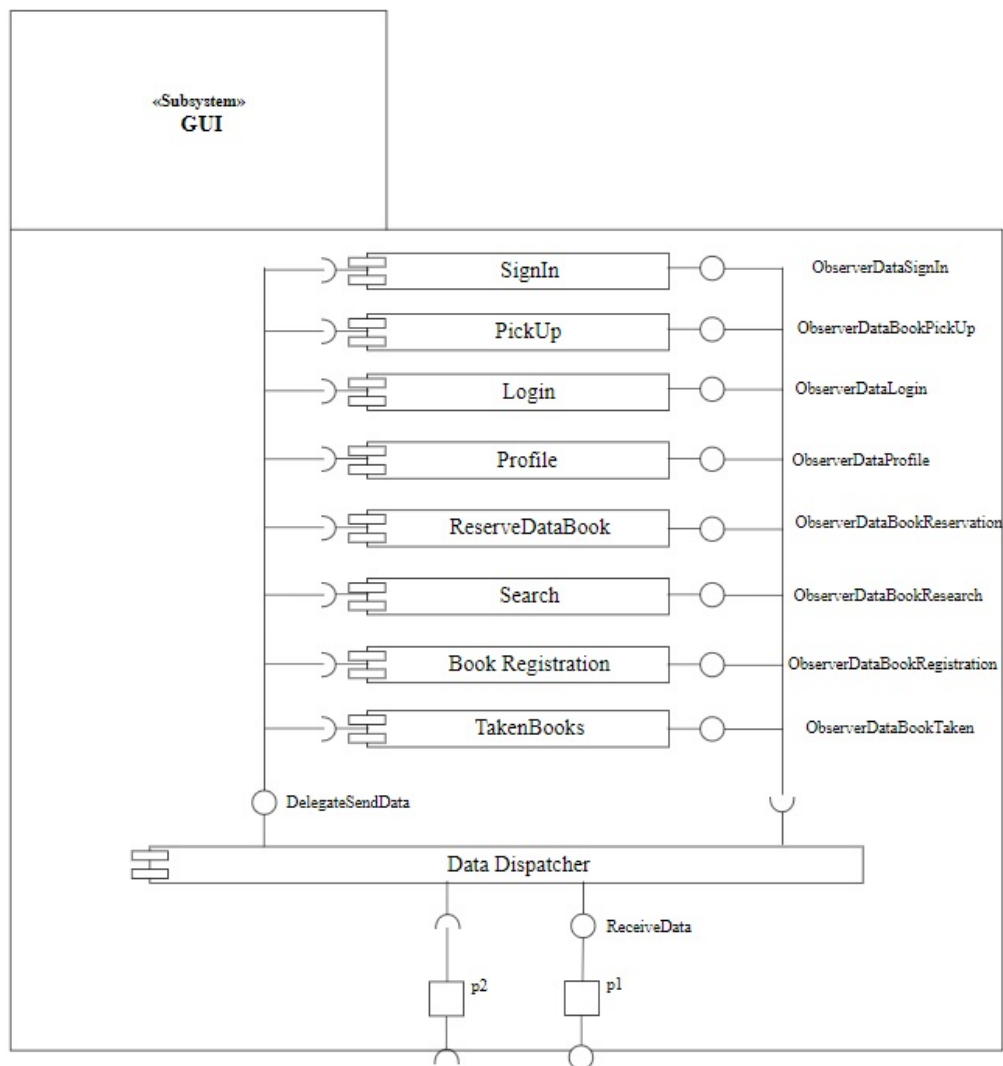 «Subsystem»
GUI
SignIn
ObserverDataSignIn
PickUp
ObserverDataBookPickUp
Login
ObserverDataLogin
Profile
ObserverDataProfile
ReserveDataBook
ObserverDataBookReservation
Search
ObserverDataBookResearch
Book Registration
ObserverDataBookRegistration
TakenBooks
ObserverDataBookTaken
DelegateSendData
Data Dispatcher
ReceiveData
p2
p1